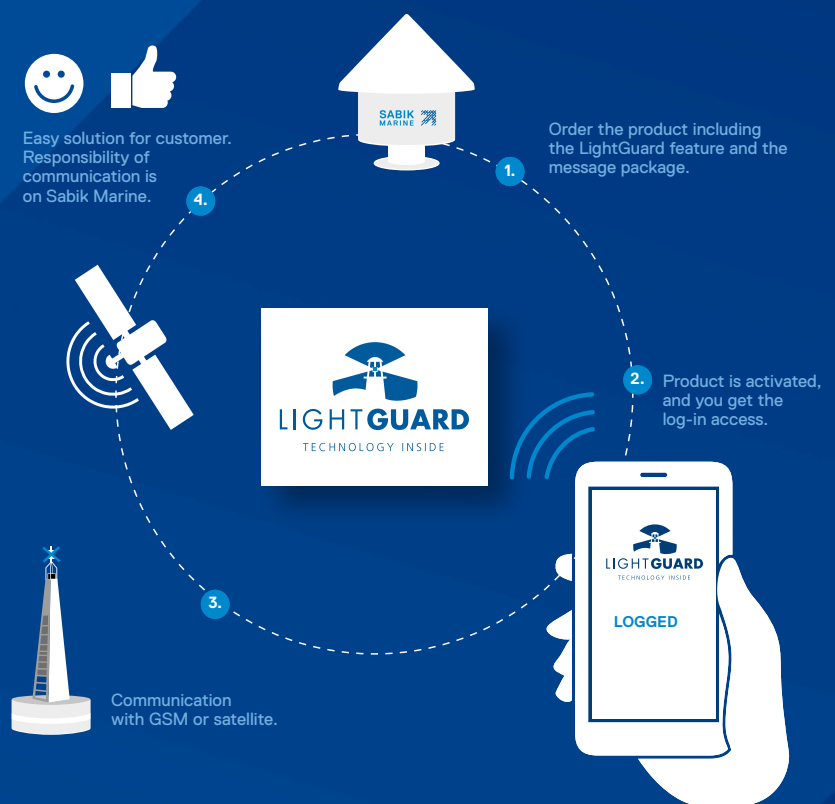 SABIK
MARINE
1.
Order the product including
the LightGuard feature and the
message package.
2.
Product is activated,
and you get the
log-in access.
LIGHTGUARD
TECHNOLOGY INSIDE
LOGGED
3.
Communication
with GSM or satellite.
4.
Easy solution for customer.
Responsibility of
communication is
on Sabik Marine.
LIGHTGUARD
TECHNOLOGY INSIDE